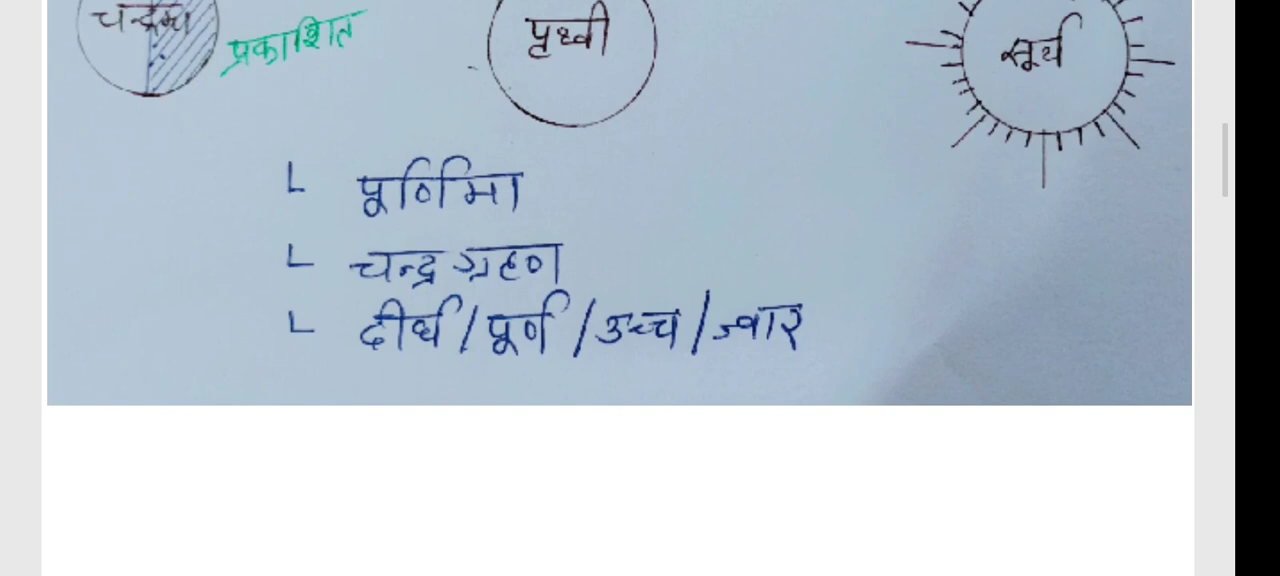 चन्द्रमा
प्रकाशित
पृथ्वी
सूर्य
पूर्णिमा
चन्द्र ग्रहण
दीर्घ/पूर्ण/उच्च/ज्वार